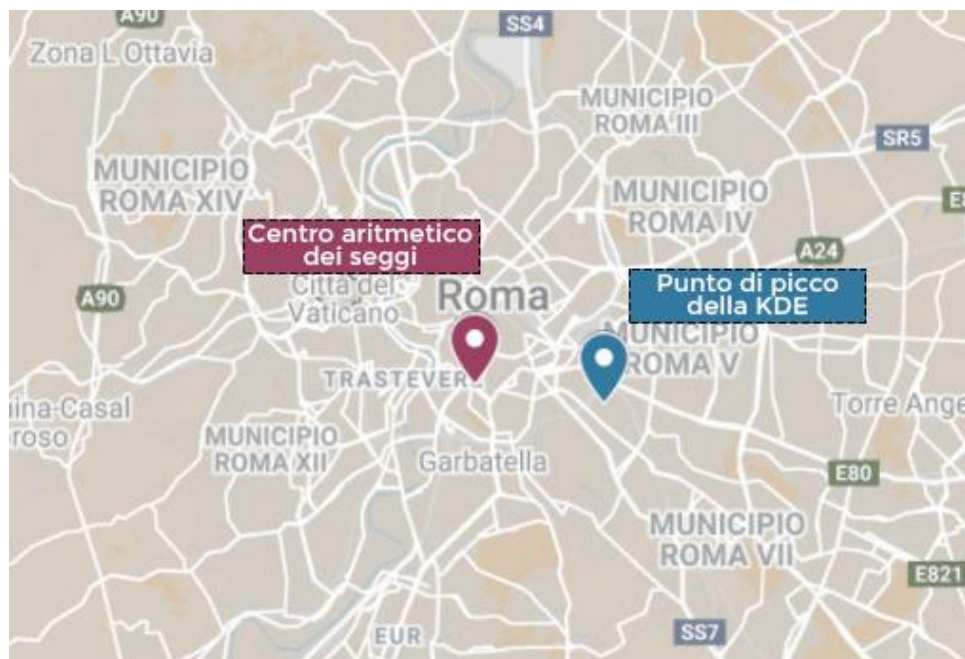 A90
SS4
Zona L Ottavia
MUNICIPIO
ROMA III
SR5
MUNICIPIO
ROMA XIV
MUNICIPIO
ROMA IV
Centro aritmetico
dei seggi
A24
Città del
Vaticano
Roma
Punto di picco
della KDE
A90
MUNICIPIO
ROMA V
TRASTEVER
Torre Ange
MUNICIPIO
ROMA XII
Garbatella
E80
MUNICIPIO
ROMA VII
E821
EUR
SS7